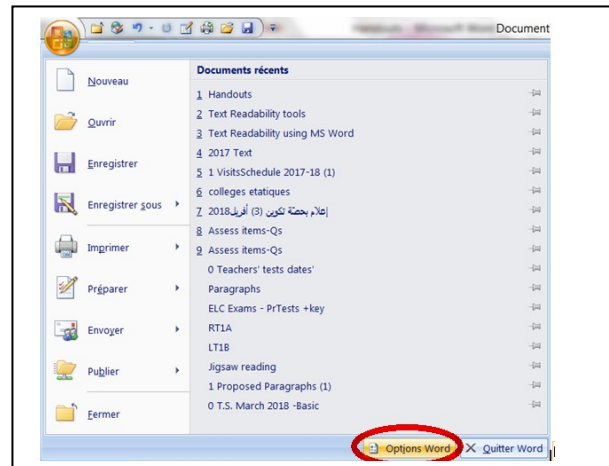 Document
Nouveau
Ouvrir
Enregistrer
Enregistrer sous
Imprimer
Préparer
Envoyer
Publier
Fermer
Documents récents
1 Handouts
2 Text Readability tools
3 Text Readability using MS Word
4 2017 Text
5 1 VisitsSchedule 2017-18 (1)
6 colleges etatiques
7 إعلام بحصّة تكوين (3) أفريل2018
8 Assess items-Qs
9 Assess items-Qs
0 Teachers' tests dates'
Paragraphs
ELC Exams - PrTests +key
RT1A
LT1B
Jigsaw reading
1 Proposed Paragraphs (1)
0 T.S. March 2018 -Basic
Options Word
Quitter Word